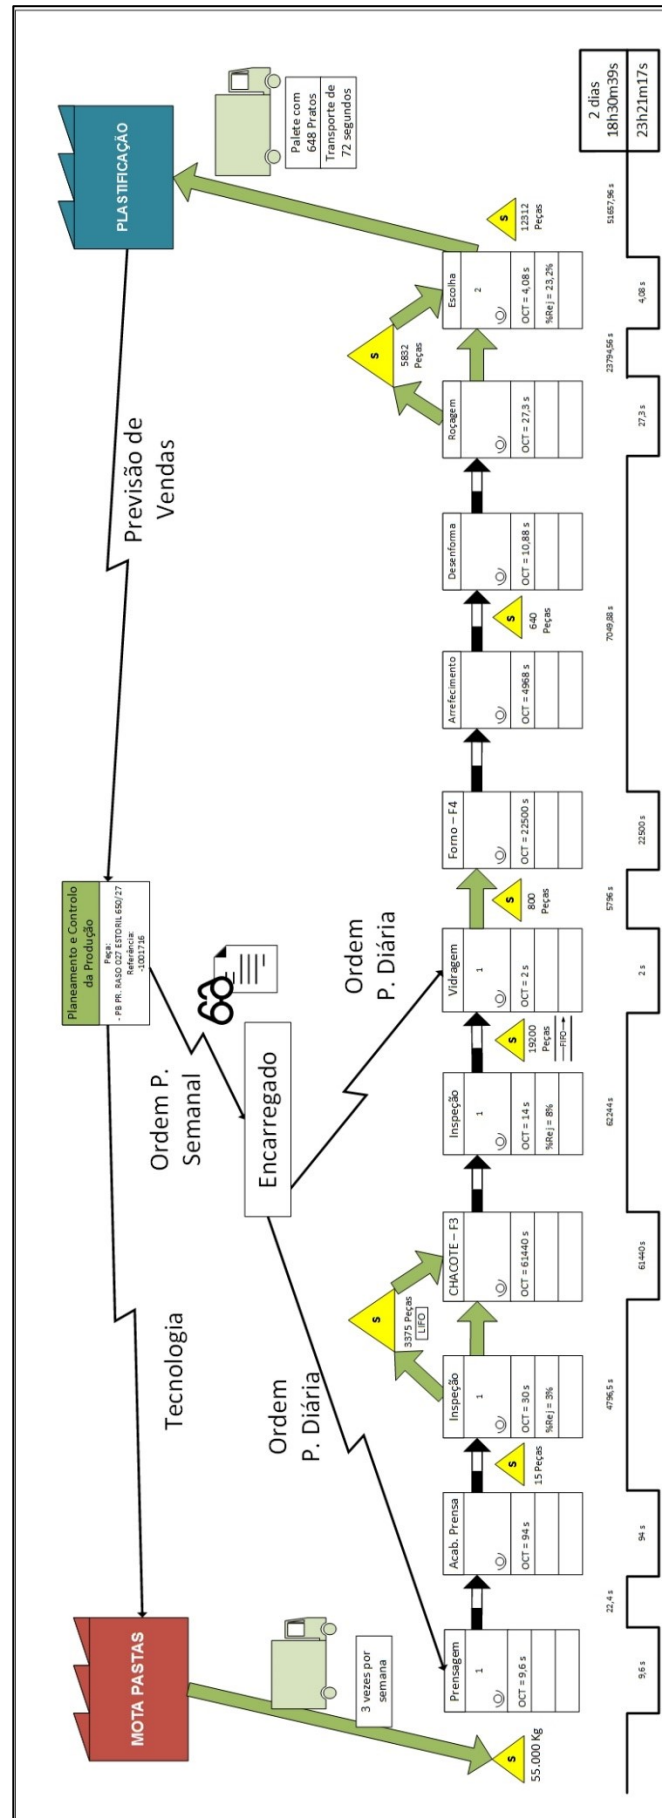 MOTA PASTAS
Tecnologia
Planeamento e Controlo
da Produção
Peça:
- PB PR. RASO 027 ESTORIL 650/27
Referência:
-1001716
Previsão de
Vendas
PLASTIFICAÇÃO
3 vezes por
semana
Ordem P.
Semanal
Encarregado
Ordem
P. Diária
Ordem
P. Diária
Palete com
648 Pratos
Transporte de
72 segundos
S
55.000 Kg
Prensagem
1
OCT = 9,6 s
Acab. Prensa
OCT = 94 s
S
15 Peças
Inspeção
1
OCT = 30 s
%Rej = 3%
S
3375 Peças
LIFO
CHACOTE – F3
OCT = 61440 s
Inspeção
1
OCT = 14 s
%Rej = 8%
S
19200
Peças
FIFO
Vidragem
1
OCT = 2 s
S
800
Peças
Forno – F4
OCT = 22500 s
Arrefecimento
OCT = 4968 s
S
640
Peças
Desenforma
OCT = 10,88 s
Roçagem
OCT = 27,3 s
S
5832
Peças
Escolha
2
OCT = 4,08 s
%Rej = 23,2%
S
12312
Peças
9,6 s
22,4 s
94 s
4796,5 s
61440 s
62244 s
2 s
5796 s
22500 s
7049,88 s
27,3 s
23794,56 s
4,08 s
51657,96 s
2 dias
18h30m39s
23h21m17s